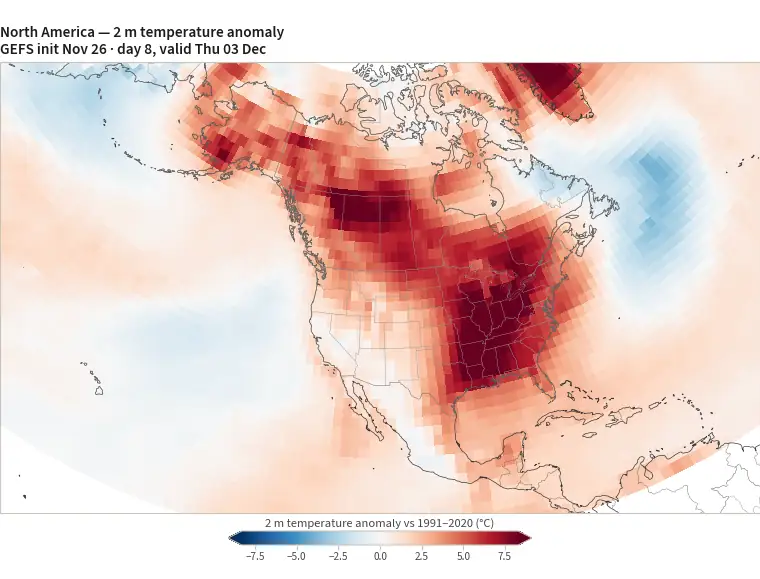 North America — 2 m temperature anomaly
GEFS init Nov 26 · day 8, valid Thu 03 Dec
2 m temperature anomaly vs 1991–2020 (°C)
−7.5 −5.0 −2.5 0.0 2.5 5.0 7.5